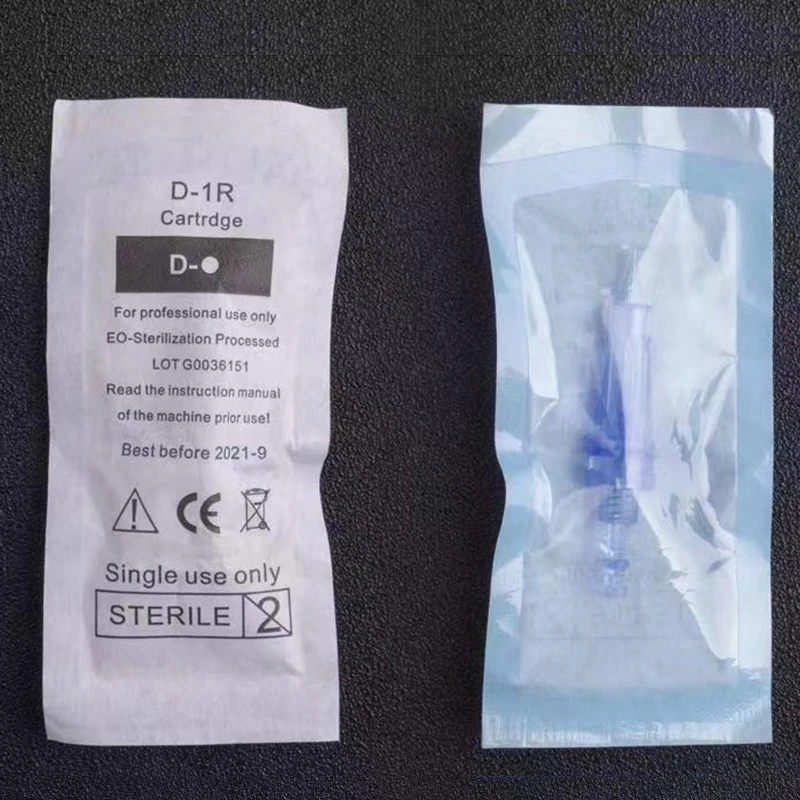 D-1R
Cartrdge
D-●
For professional use only
EO-Sterilization Processed
LOT G0036151
Read the instruction manual
of the machine prior use!
Best before 2021-9
CE
Single use only
STERILE 2